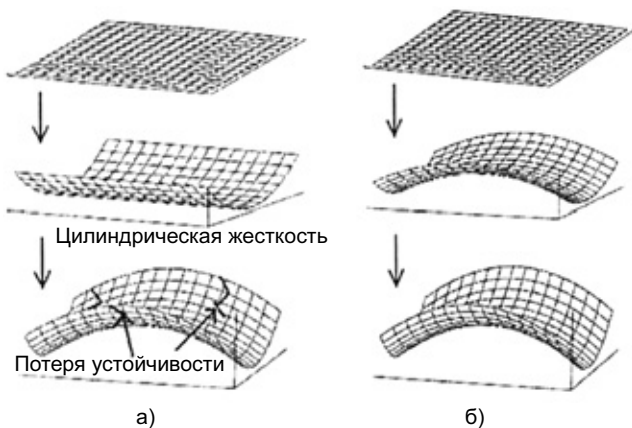 Цилиндрическая жесткость
Потеря устойчивости
а)
б)